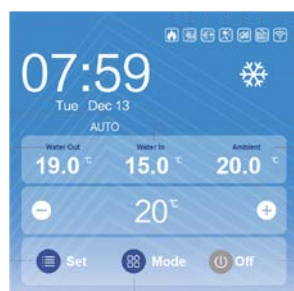 07:59
Tue Dec 13
AUTO
Water Out Water In Ambient
19.0 ℃ 15.0 ℃ 20.0 ℃
20℃
Set Mode Off